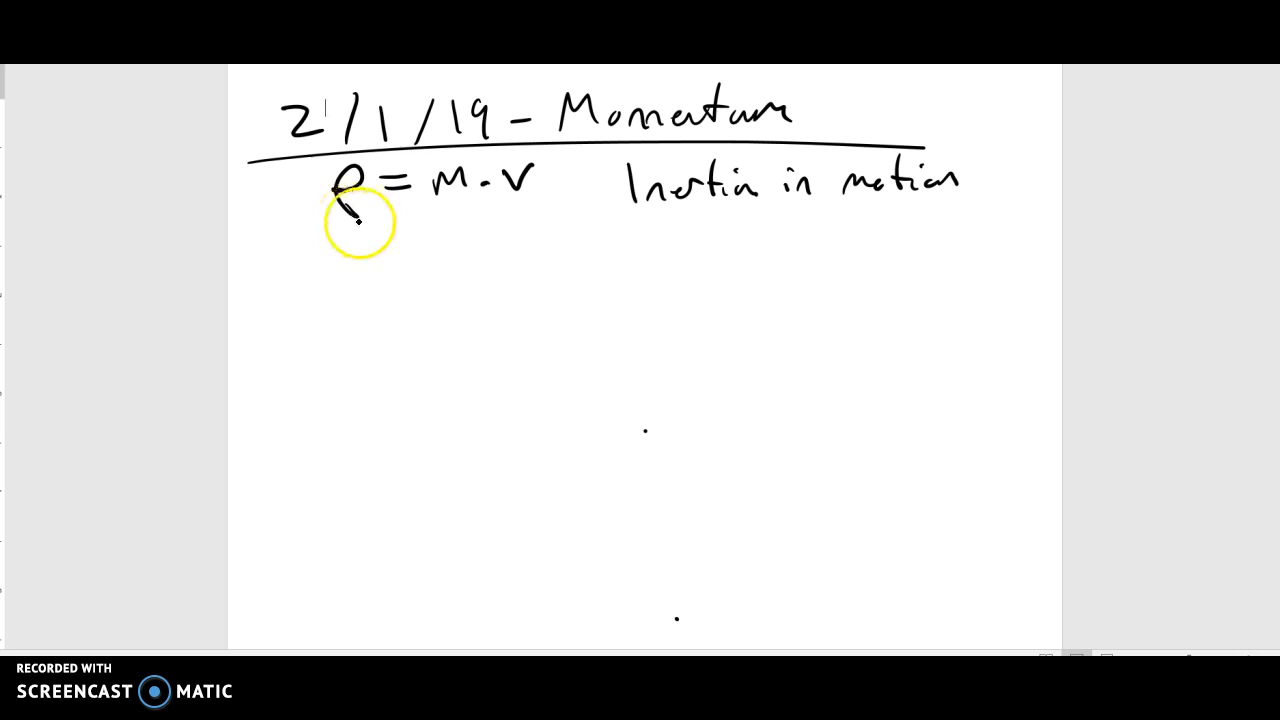 2/1/19 - Momentum
p = m · v Inertia in motion
RECORDED WITH
SCREENCAST MATIC